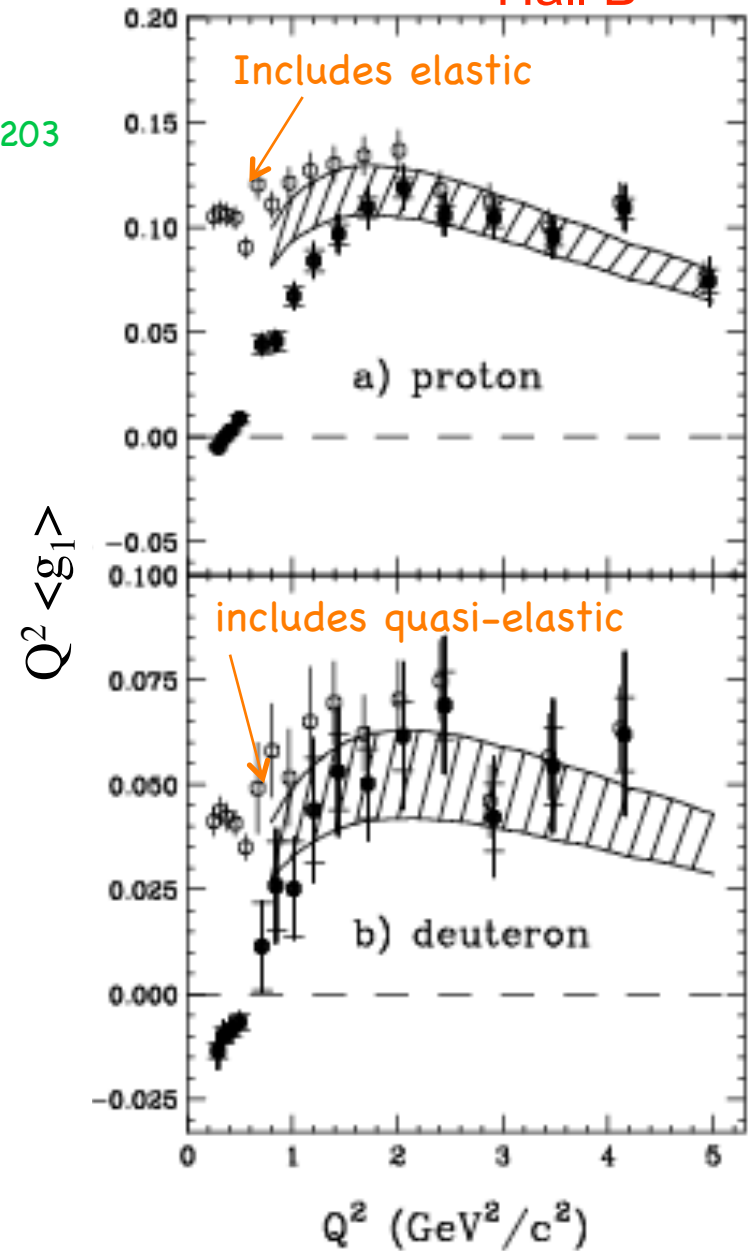 0.20
Includes elastic
203
0.15
0.10
0.05
a) proton
0.00
−0.05
Q² <g₁>
0.100
includes quasi-elastic
0.075
0.050
0.025
b) deuteron
0.000
−0.025
0 1 2 3 4 5
Q² (GeV²/c²)